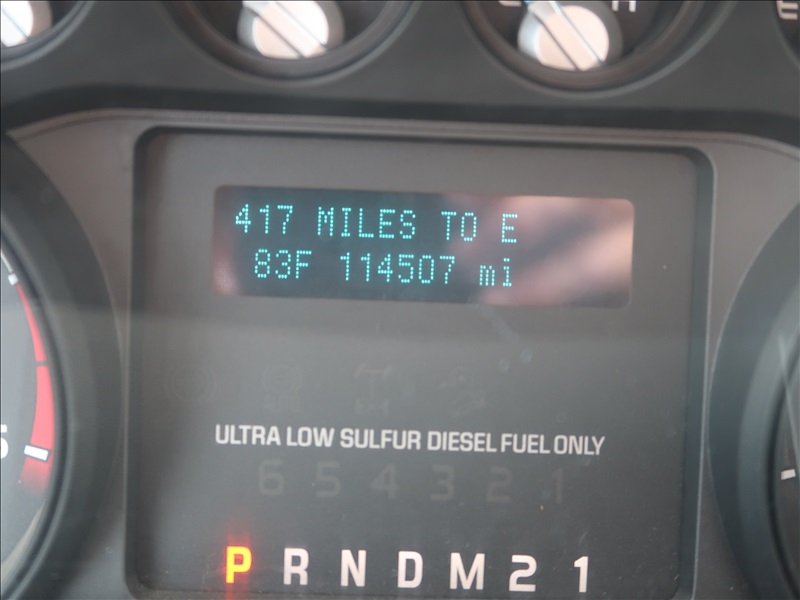 417 MILES TO E
83F 114507 mi
ULTRA LOW SULFUR DIESEL FUEL ONLY
6 5 4 3 2 1
P R N D M 2 1